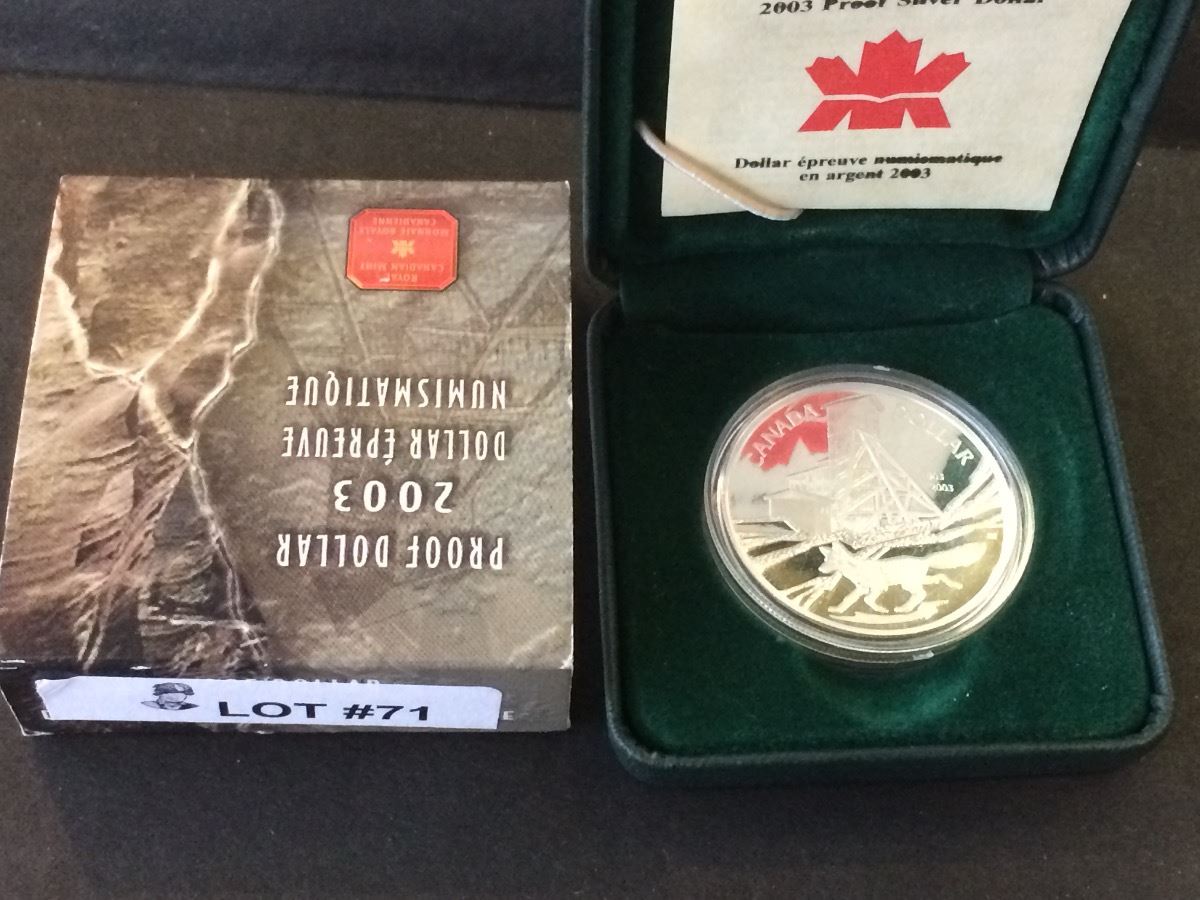 2003 Proof Silver Dollar
Dollar épreuve numismatique
en argent 2003
PROOF DOLLAR
2003
DOLLAR ÉPREUVE
NUMISMATIQUE
ROYAL
CANADIAN MINT
MONNAIE ROYALE
CANADIENNE
LOT #71
CANADA
DOLLAR
2003